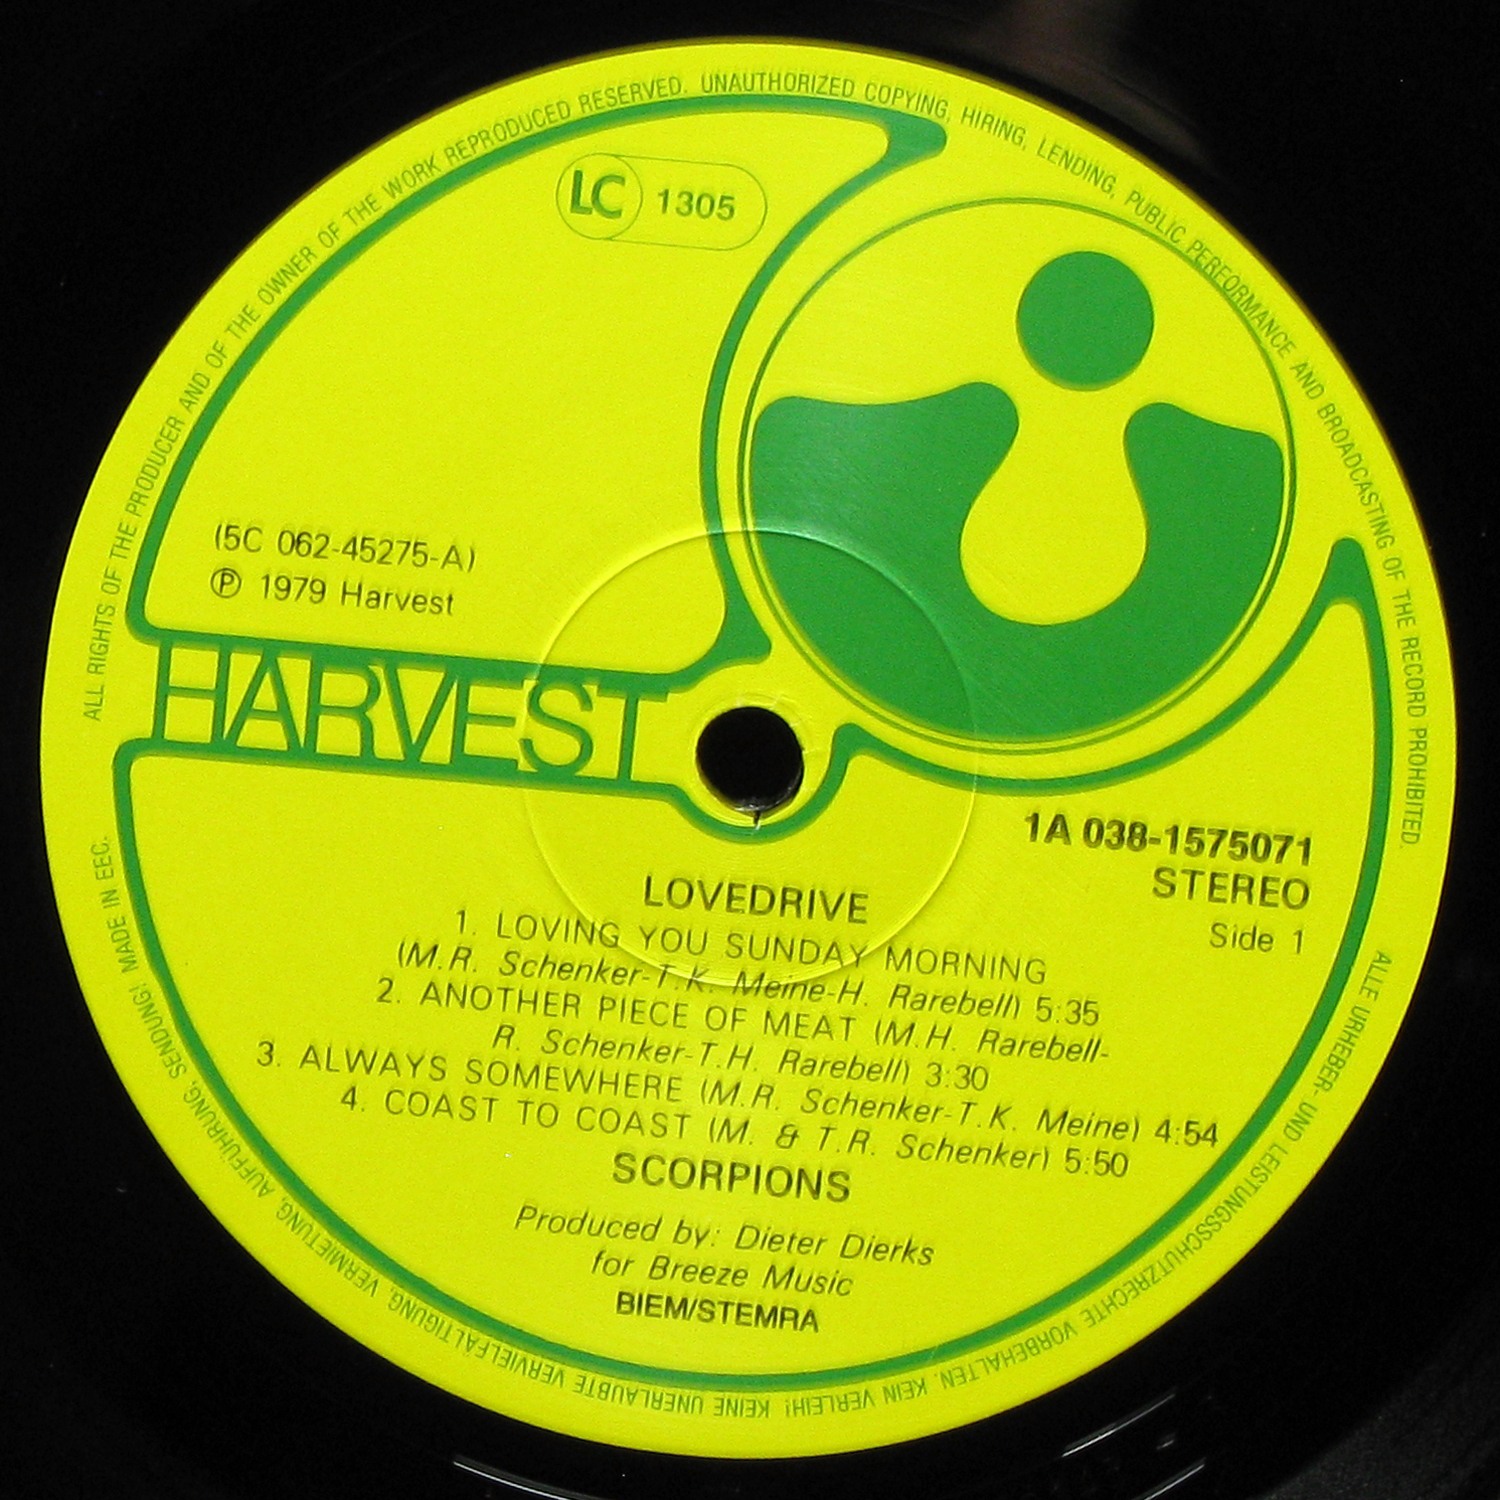 ALL RIGHTS OF THE PRODUCER AND OF THE OWNER OF THE WORK REPRODUCED RESERVED. UNAUTHORIZED COPYING, HIRING, LENDING, PUBLIC PERFORMANCE AND BROADCASTING OF THE RECORD PROHIBITED.
LC 1305
(5C 062-45275-A)
℗ 1979 Harvest
HARVEST
1A 038-1575071
STEREO
Side 1
LOVEDRIVE
1. LOVING YOU SUNDAY MORNING
(M.R. Schenker-T.K. Meine-H. Rarebell) 5:35
2. ANOTHER PIECE OF MEAT (M.H. Rarebell-
R. Schenker-T.H. Rarebell) 3:30
3. ALWAYS SOMEWHERE (M.R. Schenker-T.K. Meine) 4:54
4. COAST TO COAST (M. & T.R. Schenker) 5:50
SCORPIONS
Produced by: Dieter Dierks
for Breeze Music
BIEM/STEMRA
ALLE URHEBER- UND LEISTUNGSSCHUTZRECHTE VORBEHALTEN. KEIN VERLEIH! KEINE UNERLAUBTE VERVIELFÄLTIGUNG, VERMIETUNG, AUFFÜHRUNG, SENDUNG! MADE IN EEC.